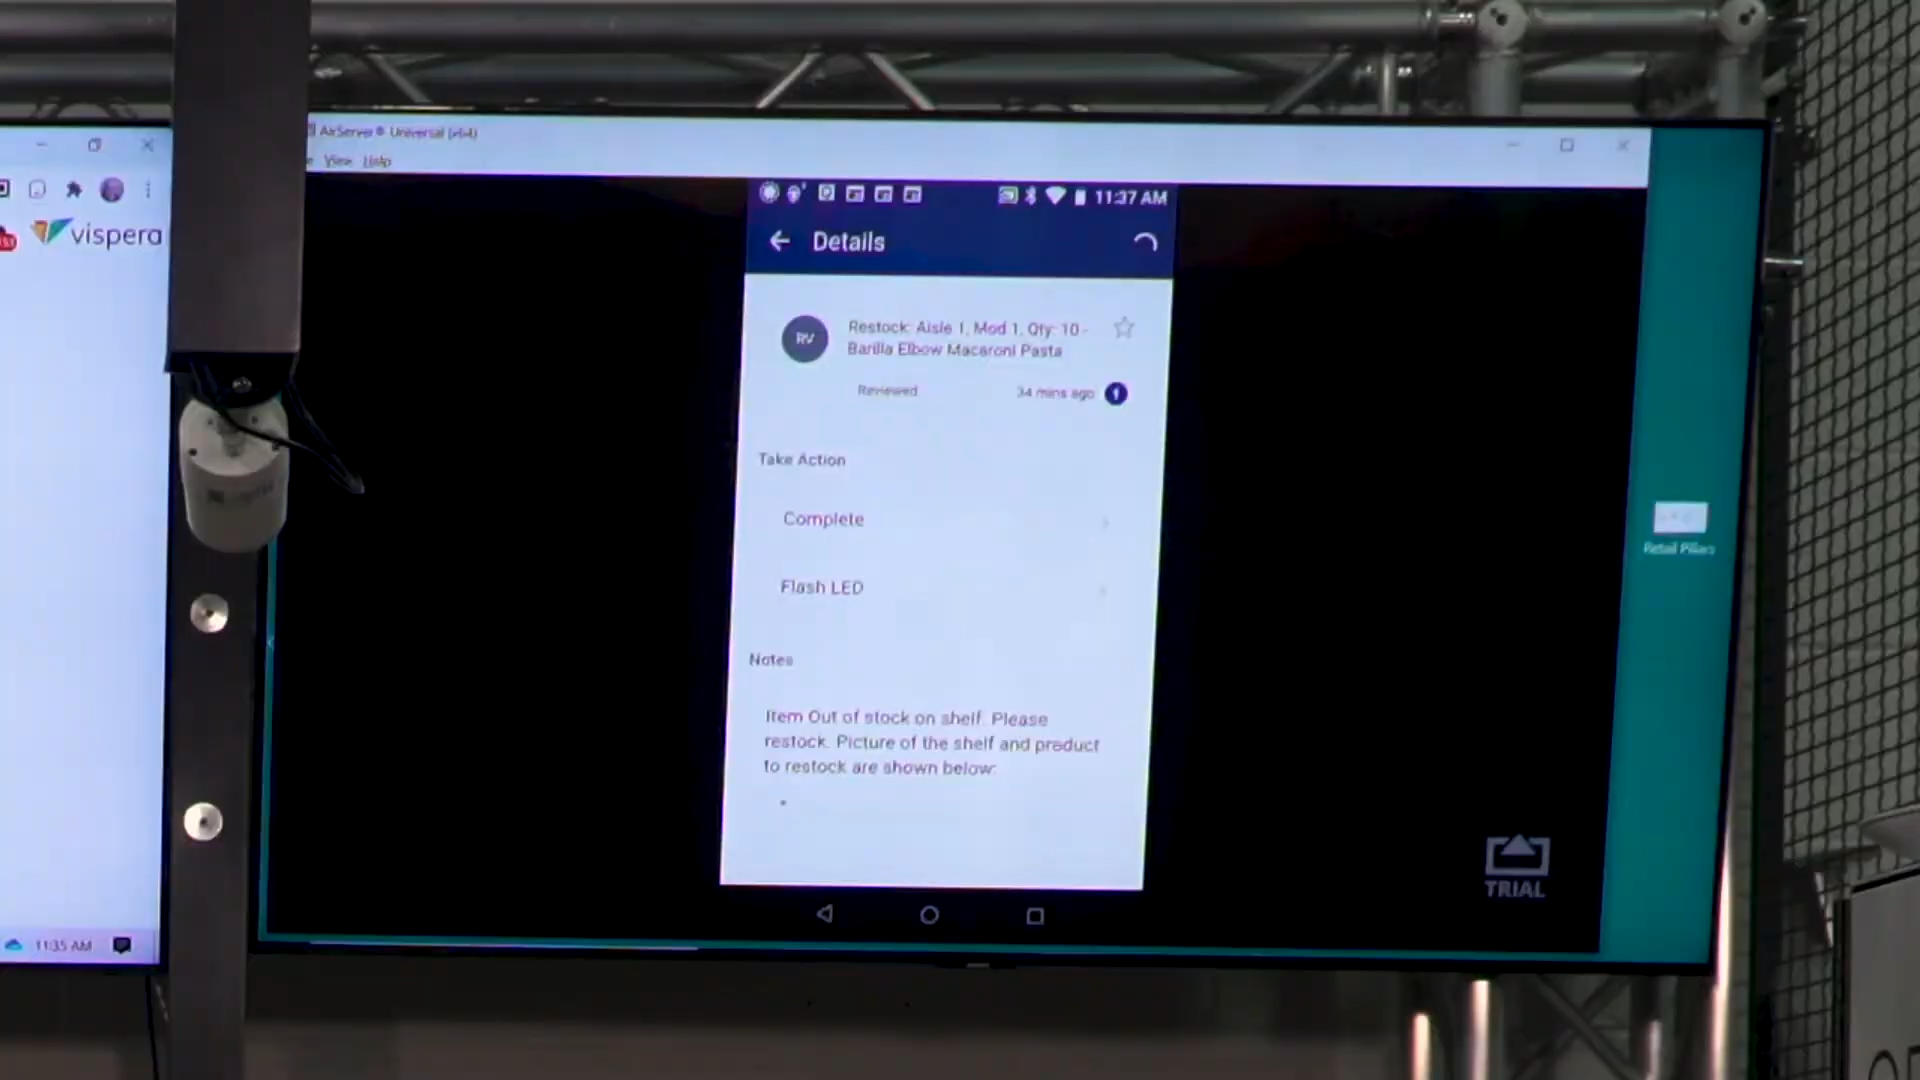 AirServer® Universal (x64)
View Help
vispera
11:37 AM
Details
RV
Restock: Aisle 1, Mod 1, Qty: 10 -
Barilla Elbow Macaroni Pasta
Reviewed
34 mins ago
Take Action
Complete
Flash LED
Notes
Item Out of stock on shelf. Please
restock. Picture of the shelf and product
to restock are shown below:
Retail Pillars
TRIAL
11:35 AM